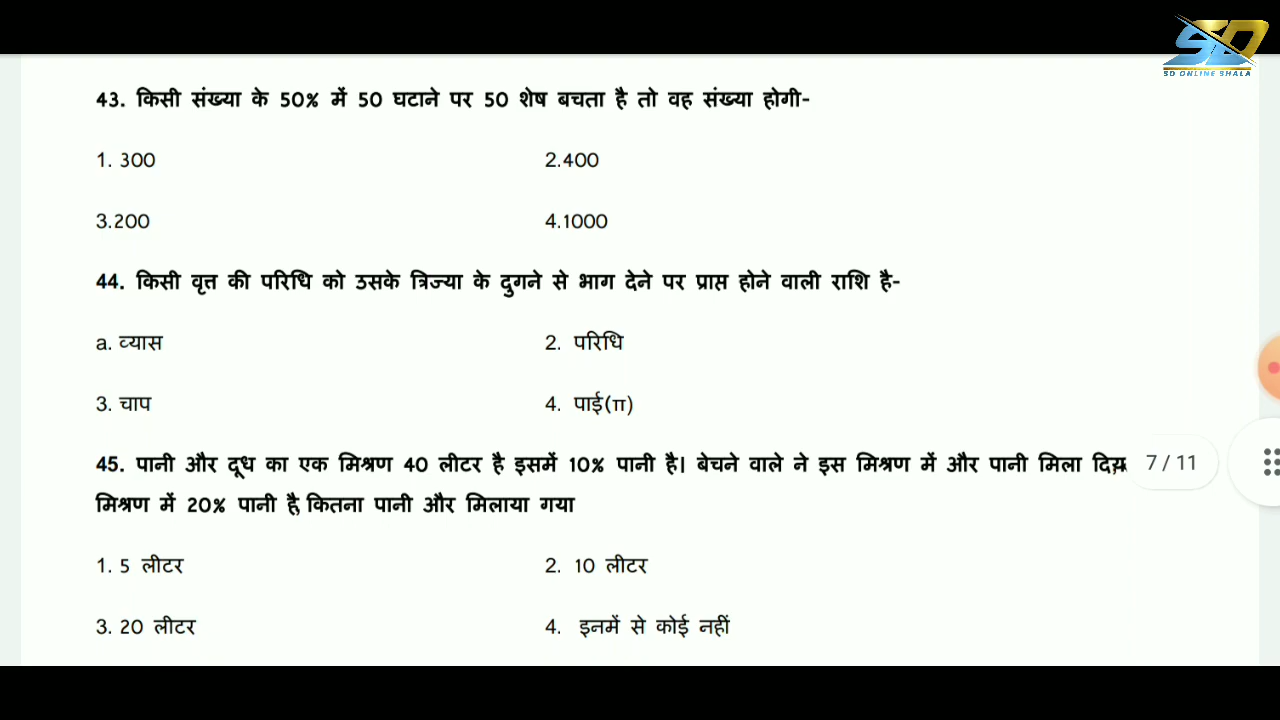 SD ONLINE SHALA
43. किसी संख्या के 50% में 50 घटाने पर 50 शेष बचता है तो वह संख्या होगी-
1. 300 2.400
3.200 4.1000
44. किसी वृत्त की परिधि को उसके त्रिज्या के दुगने से भाग देने पर प्राप्त होने वाली राशि है-
a. व्यास 2. परिधि
3. चाप 4. पाई(π)
45. पानी और दूध का एक मिश्रण 40 लीटर है इसमें 10% पानी है। बेचने वाले ने इस मिश्रण में और पानी मिला
7 / 11
मिश्रण में 20% पानी है, कितना पानी और मिलाया गया
1. 5 लीटर 2. 10 लीटर
3. 20 लीटर 4. इनमें से कोई नहीं